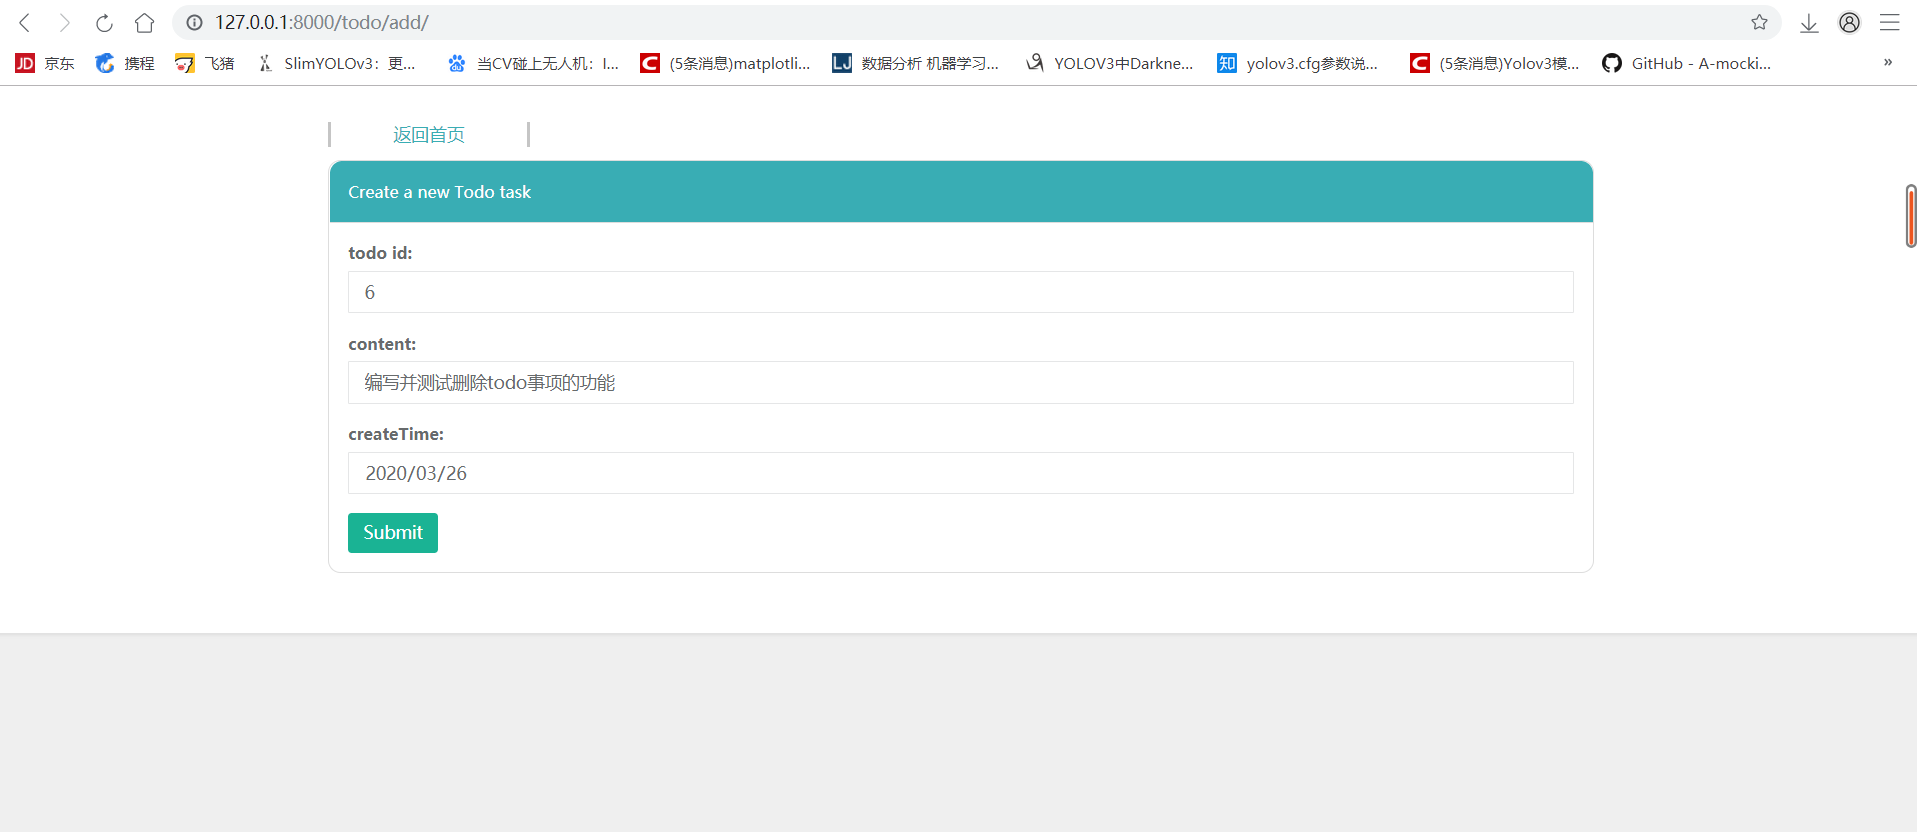 127.0.0.1:8000/todo/add/
JD 京东 携程 飞猪 SlimYOLOv3：更... 当CV碰上无人机：I... (5条消息)matplotli... LJ 数据分析 机器学习... YOLOV3中Darkne... 知 yolov3.cfg参数说... (5条消息)Yolov3模... GitHub - A-mocki... »
返回首页
Create a new Todo task
todo id:
6
content:
编写并测试删除todo事项的功能
createTime:
2020/03/26
Submit